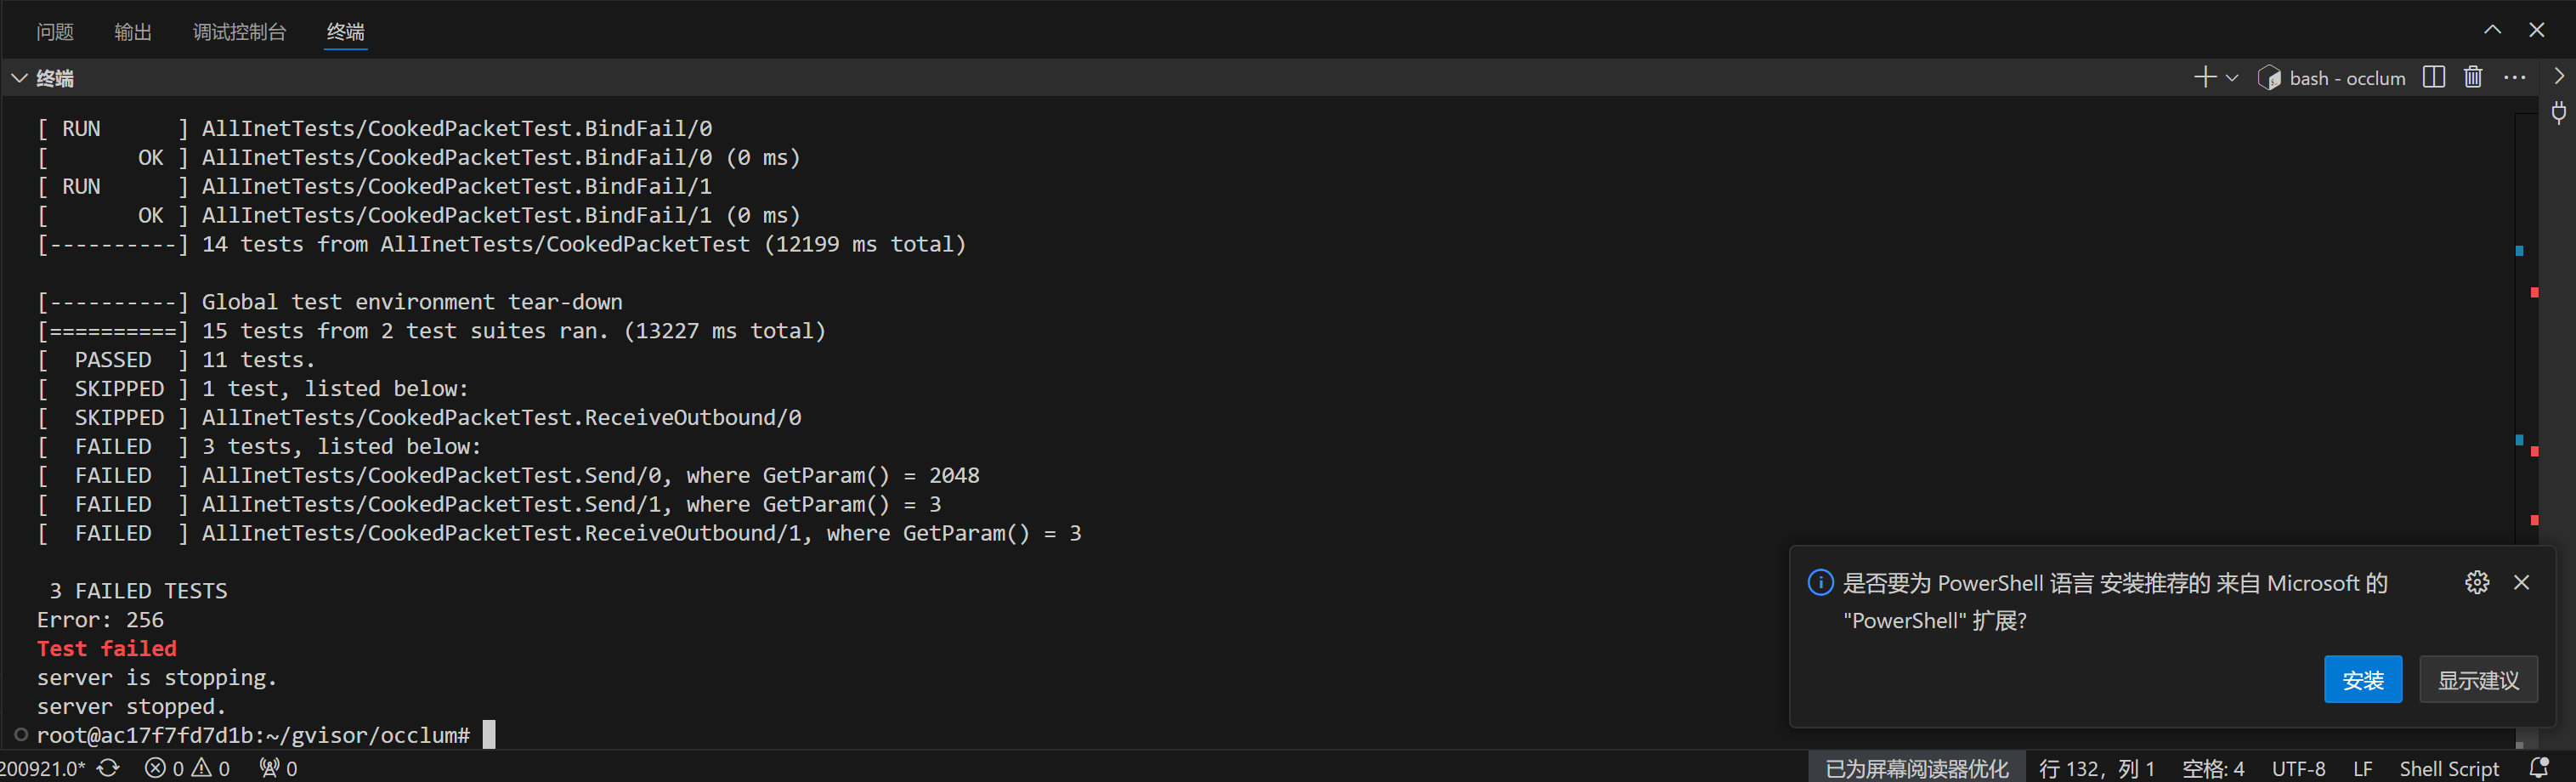 问题 输出 调试控制台 终端
终端 bash - occlum
[ RUN      ] AllInetTests/CookedPacketTest.BindFail/0
[       OK ] AllInetTests/CookedPacketTest.BindFail/0 (0 ms)
[ RUN      ] AllInetTests/CookedPacketTest.BindFail/1
[       OK ] AllInetTests/CookedPacketTest.BindFail/1 (0 ms)
[----------] 14 tests from AllInetTests/CookedPacketTest (12199 ms total)
[----------] Global test environment tear-down
[==========] 15 tests from 2 test suites ran. (13227 ms total)
[  PASSED  ] 11 tests.
[  SKIPPED ] 1 test, listed below:
[  SKIPPED ] AllInetTests/CookedPacketTest.ReceiveOutbound/0
[  FAILED  ] 3 tests, listed below:
[  FAILED  ] AllInetTests/CookedPacketTest.Send/0, where GetParam() = 2048
[  FAILED  ] AllInetTests/CookedPacketTest.Send/1, where GetParam() = 3
[  FAILED  ] AllInetTests/CookedPacketTest.ReceiveOutbound/1, where GetParam() = 3
 3 FAILED TESTS
Error: 256
Test failed
server is stopping.
server stopped.
root@ac17f7fd7d1b:~/gvisor/occlum#
是否要为 PowerShell 语言 安装推荐的 来自 Microsoft 的
"PowerShell" 扩展?
安装 显示建议
200921.0* 0 0 0 已为屏幕阅读器优化 行 132，列 1 空格: 4 UTF-8 LF Shell Script